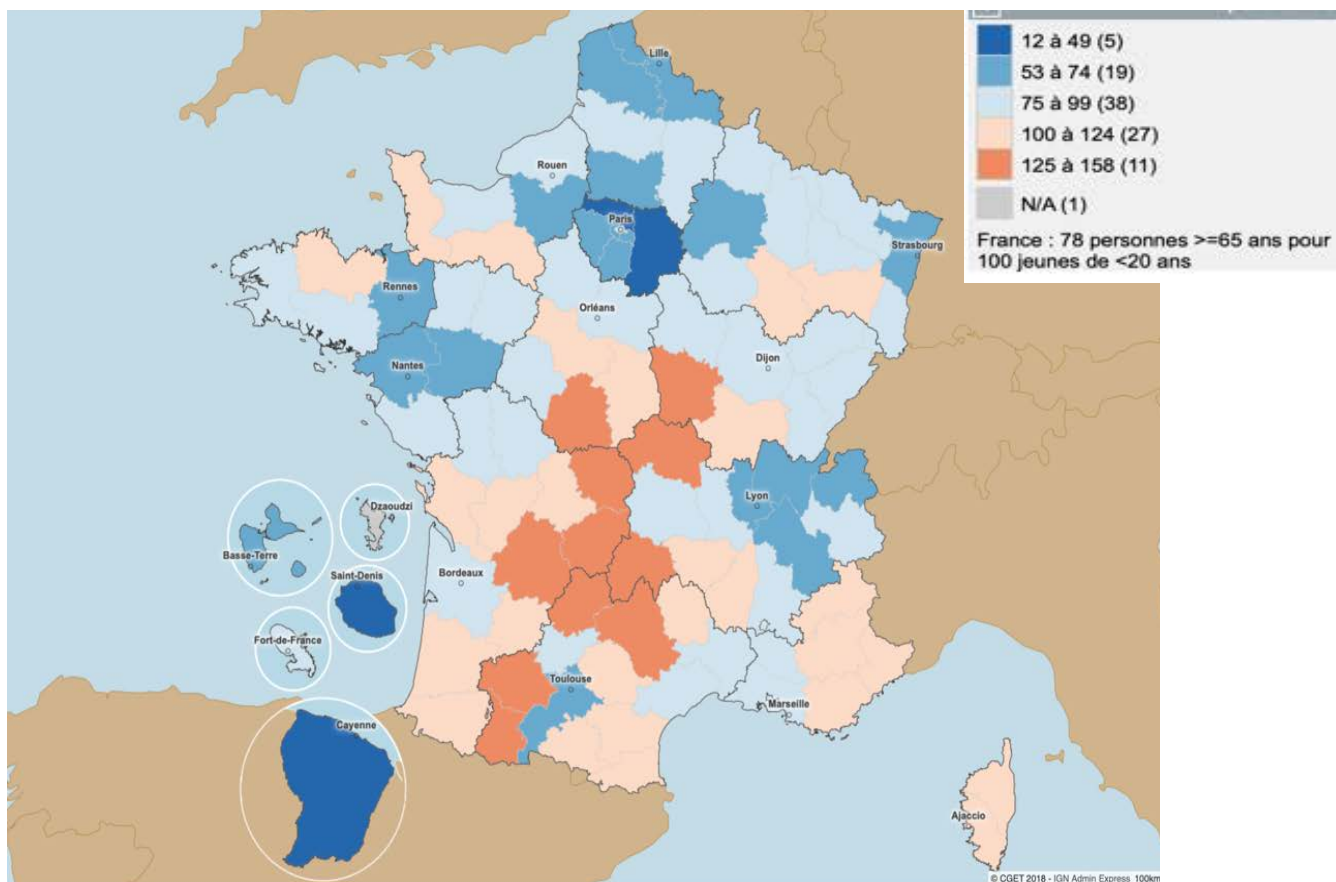 12 à 49 (5)
53 à 74 (19)
75 à 99 (38)
100 à 124 (27)
125 à 158 (11)
N/A (1)
France : 78 personnes >=65 ans pour
100 jeunes de <20 ans
Lille
Rouen
Paris
Strasbourg
Rennes
Orléans
Nantes
Dijon
Lyon
Dzaoudzi
Basse-Terre
Saint-Denis
Bordeaux
Fort-de-France
Toulouse
Marseille
Cayenne
Ajaccio
© CGET 2018 - IGN Admin Express 100km